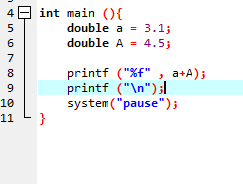 4 int main (){
5 double a = 3.1;
6 double A = 4.5;
7
8 printf ("%f" , a+A);
9 printf ("\n");
10 system("pause");
11 }